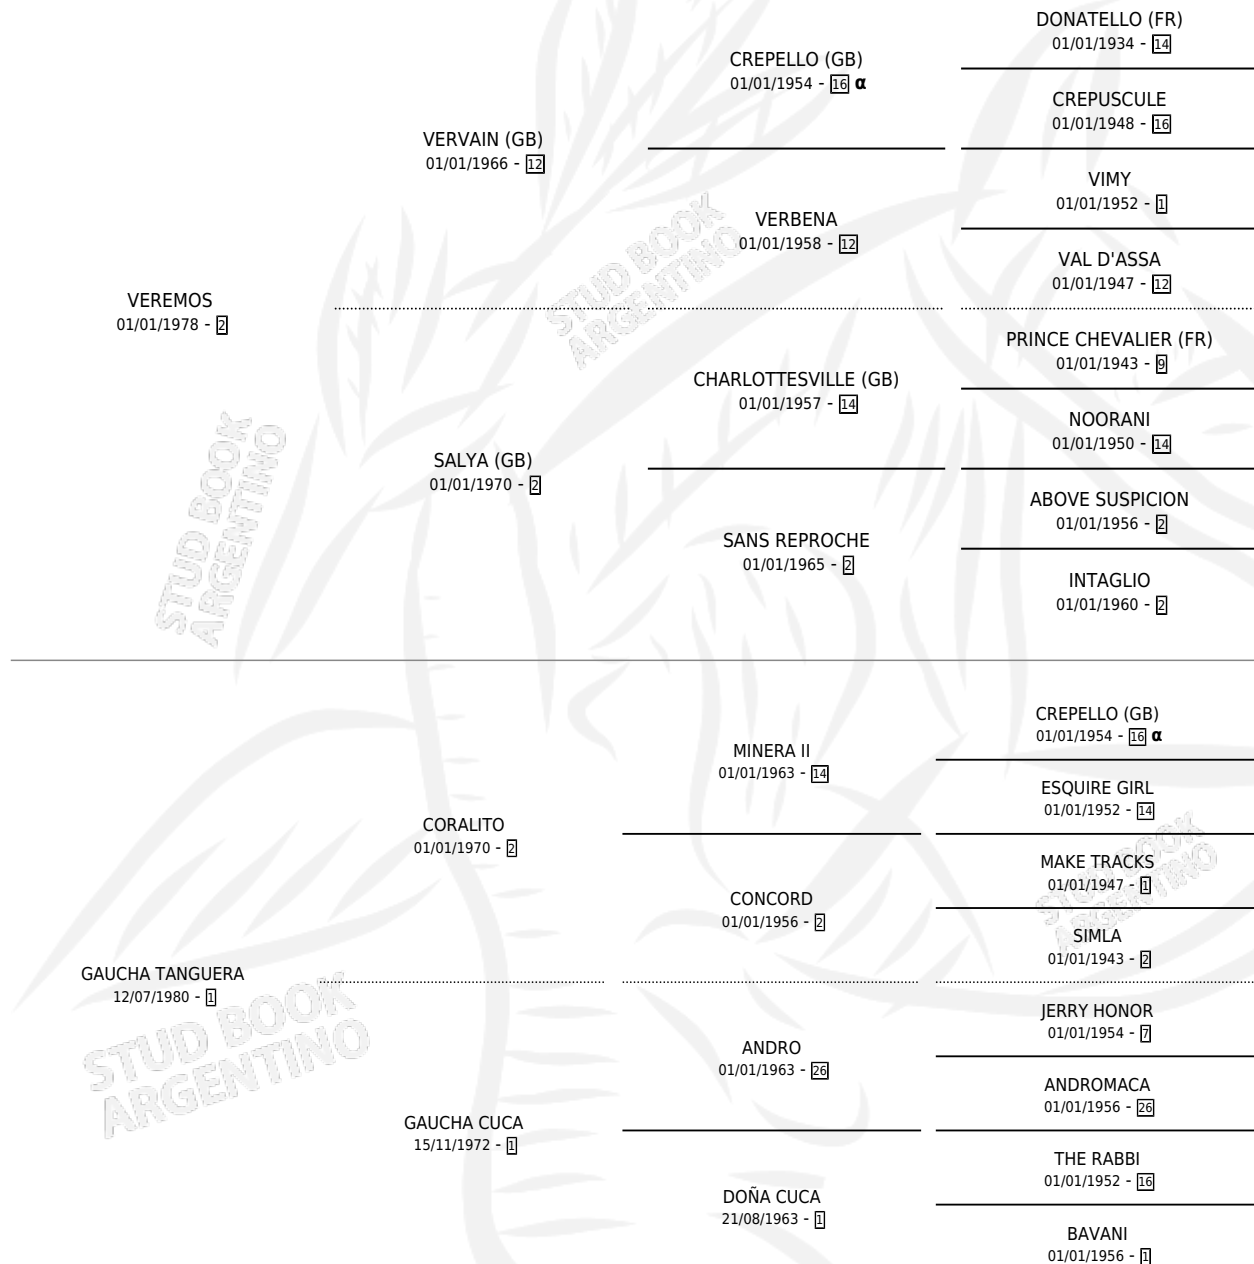 DONATELLO (FR)
01/01/1934 - 14
CREPELLO (GB)
01/01/1954 - 16 α
CREPUSCULE
01/01/1948 - 16
VERVAIN (GB)
01/01/1966 - 12
VIMY
01/01/1952 - 1
VERBENA
01/01/1958 - 12
VAL D'ASSA
01/01/1947 - 12
VEREMOS
01/01/1978 - 2
PRINCE CHEVALIER (FR)
01/01/1943 - 9
CHARLOTTESVILLE (GB)
01/01/1957 - 14
NOORANI
01/01/1950 - 14
SALYA (GB)
01/01/1970 - 2
ABOVE SUSPICION
01/01/1956 - 2
SANS REPROCHE
01/01/1965 - 2
INTAGLIO
01/01/1960 - 2
STUD BOOK
ARGENTINO
STUD BOOK
ARGENTINO
CREPELLO (GB)
01/01/1954 - 16 α
MINERA II
01/01/1963 - 14
ESQUIRE GIRL
01/01/1952 - 14
CORALITO
01/01/1970 - 2
MAKE TRACKS
01/01/1947 - 1
CONCORD
01/01/1956 - 2
SIMLA
01/01/1943 - 2
GAUCHA TANGUERA
12/07/1980 - 1
JERRY HONOR
01/01/1954 - 7
ANDRO
01/01/1963 - 26
ANDROMACA
01/01/1956 - 26
GAUCHA CUCA
15/11/1972 - 1
THE RABBI
01/01/1952 - 16
DOÑA CUCA
21/08/1963 - 1
BAVANI
01/01/1956 - 1
STUD BOOK
ARGENTINO
STUD BOOK
ARGENTINO